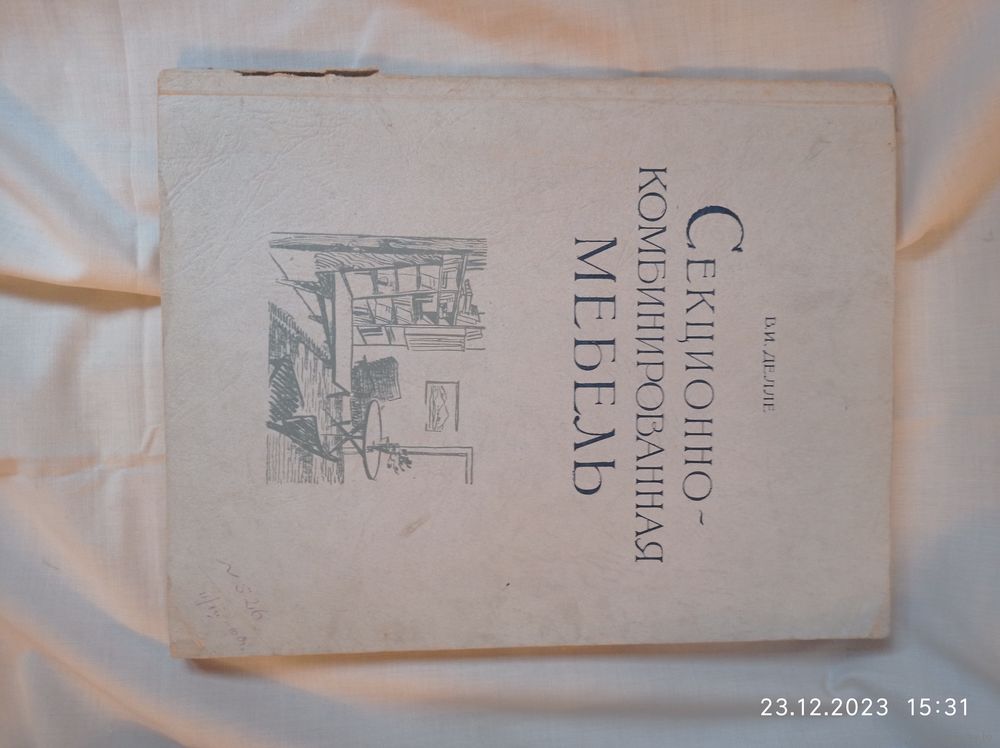 В.И. ДЕЛЛЕ
СЕКЦИОННО-
КОМБИНИРОВАННАЯ
МЕБЕЛЬ
23.12.2023 15:31